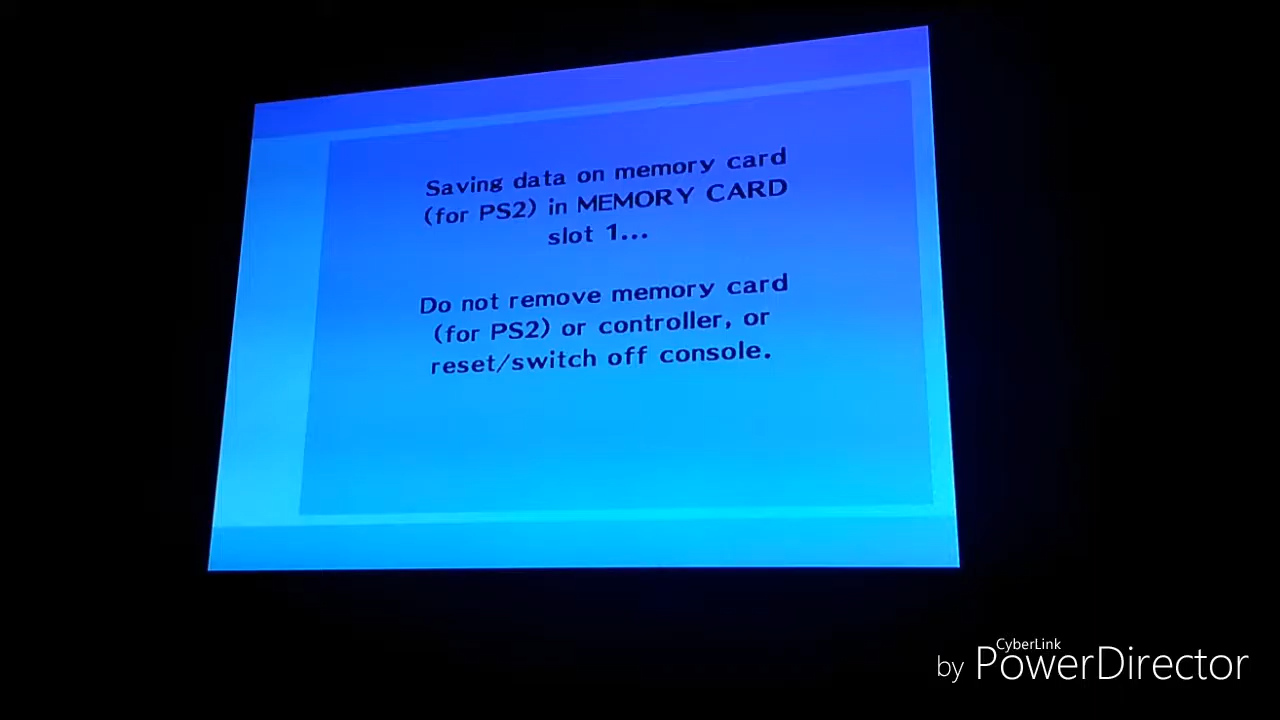 Saving data on memory card
(for PS2) in MEMORY CARD
slot 1...
Do not remove memory card
(for PS2) or controller, or
reset/switch off console.
CyberLink
by PowerDirector